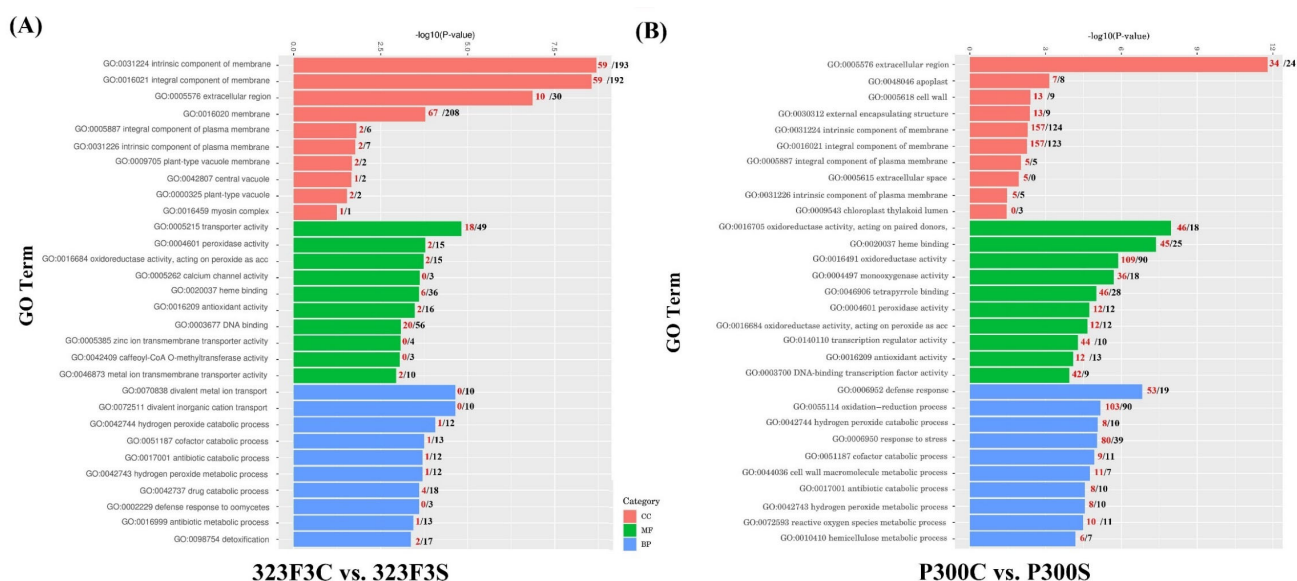 (A)
-log10(P-value)
0.0 2.5 5.0 7.5
GO Term
GO:0031224 intrinsic component of membrane 59 /193
GO:0016021 integral component of membrane 59 /192
GO:0005576 extracellular region 10 /30
GO:0016020 membrane 67 /208
GO:0005887 integral component of plasma membrane 2/6
GO:0031226 intrinsic component of plasma membrane 2/7
GO:0009705 plant-type vacuole membrane 2/2
GO:0042807 central vacuole 1/2
GO:0000325 plant-type vacuole 2/2
GO:0016459 myosin complex 1/1
GO:0005215 transporter activity 18/49
GO:0004601 peroxidase activity 2/15
GO:0016684 oxidoreductase activity, acting on peroxide as acc 2/15
GO:0005262 calcium channel activity 0/3
GO:0020037 heme binding 6/36
GO:0016209 antioxidant activity 2/16
GO:0003677 DNA binding 20/56
GO:0005385 zinc ion transmembrane transporter activity 0/4
GO:0042409 caffeoyl-CoA O-methyltransferase activity 0/3
GO:0046873 metal ion transmembrane transporter activity 2/10
GO:0070838 divalent metal ion transport 0/10
GO:0072511 divalent inorganic cation transport 0/10
GO:0042744 hydrogen peroxide catabolic process 1/12
GO:0051187 cofactor catabolic process 1/13
GO:0017001 antibiotic catabolic process 1/12
GO:0042743 hydrogen peroxide metabolic process 1/12
GO:0042737 drug catabolic process 4/18
GO:0002229 defense response to oomycetes 0/3
GO:0016999 antibiotic metabolic process 1/13
GO:0098754 detoxification 2/17
323F3C vs. 323F3S
Category
CC
MF
BP
(B)
-log10(P-value)
0 3 6 9 12
GO Term
GO:0005576 extracellular region 34 /24
GO:0048046 apoplast 7/8
GO:0005618 cell wall 13 /9
GO:0030312 external encapsulating structure 13/9
GO:0031224 intrinsic component of membrane 157/124
GO:0016021 integral component of membrane 157/123
GO:0005887 integral component of plasma membrane 5/5
GO:0005615 extracellular space 5/0
GO:0031226 intrinsic component of plasma membrane 5/5
GO:0009543 chloroplast thylakoid lumen 0/3
GO:0016705 oxidoreductase activity, acting on paired donors, 46/18
GO:0020037 heme binding 45/25
GO:0016491 oxidoreductase activity 109/90
GO:0004497 monooxygenase activity 36/18
GO:0046906 tetrapyrrole binding 46/28
GO:0004601 peroxidase activity 12/12
GO:0016684 oxidoreductase activity, acting on peroxide as acc 12/12
GO:0140110 transcription regulator activity 44 /10
GO:0016209 antioxidant activity 12 /13
GO:0003700 DNA-binding transcription factor activity 42/9
GO:0006952 defense response 53/19
GO:0055114 oxidation−reduction process 103/90
GO:0042744 hydrogen peroxide catabolic process 8/10
GO:0006950 response to stress 80/39
GO:0051187 cofactor catabolic process 9/11
GO:0044036 cell wall macromolecule metabolic process 11/7
GO:0017001 antibiotic catabolic process 8/10
GO:0042743 hydrogen peroxide metabolic process 8/10
GO:0072593 reactive oxygen species metabolic process 10 /11
GO:0010410 hemicellulose metabolic process 6/7
P300C vs. P300S